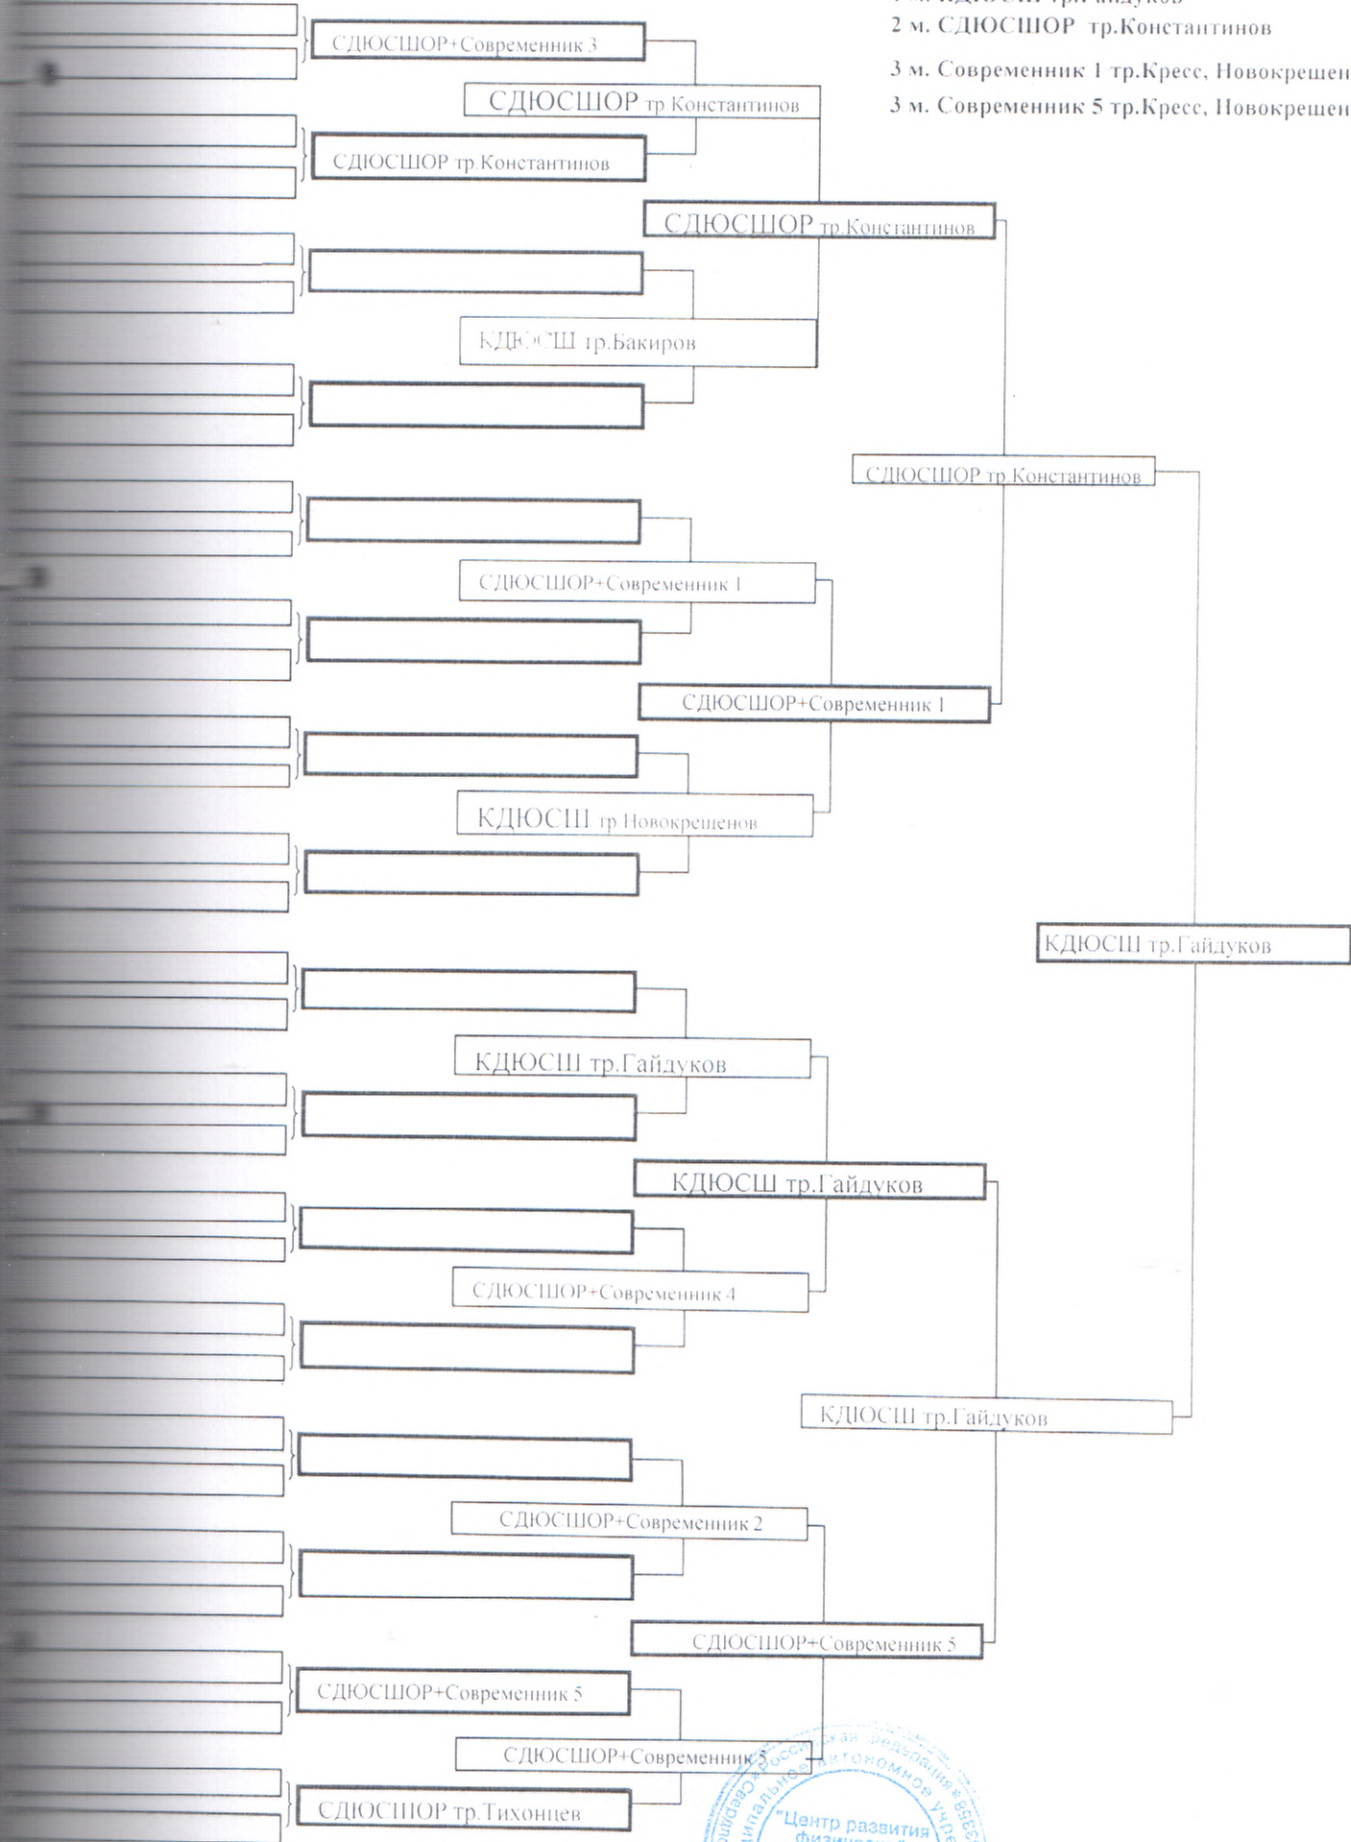 2 м. СДЮСШОР тр.Константинов
3 м. Современник 1 тр.Кресс, Новокрещен
3 м. Современник 5 тр.Кресс, Новокрещен
СДЮСШОР+Современник 3
СДЮСШОР тр.Константинов
СДЮСШОР тр.Константинов
СДЮСШОР тр.Константинов
КДЮСШ тр.Бакиров
СДЮСШОР тр.Константинов
СДЮСШОР+Современник 1
СДЮСШОР+Современник 1
КДЮСШ тр.Новокрещенов
КДЮСШ тр.Гайдуков
КДЮСШ тр.Гайдуков
КДЮСШ тр.Гайдуков
СДЮСШОР+Современник 4
КДЮСШ тр.Гайдуков
СДЮСШОР+Современник 2
СДЮСШОР+Современник 5
СДЮСШОР+Современник 5
СДЮСШОР+Современник 5
СДЮСШОР тр.Тихонцев
"Центр развития